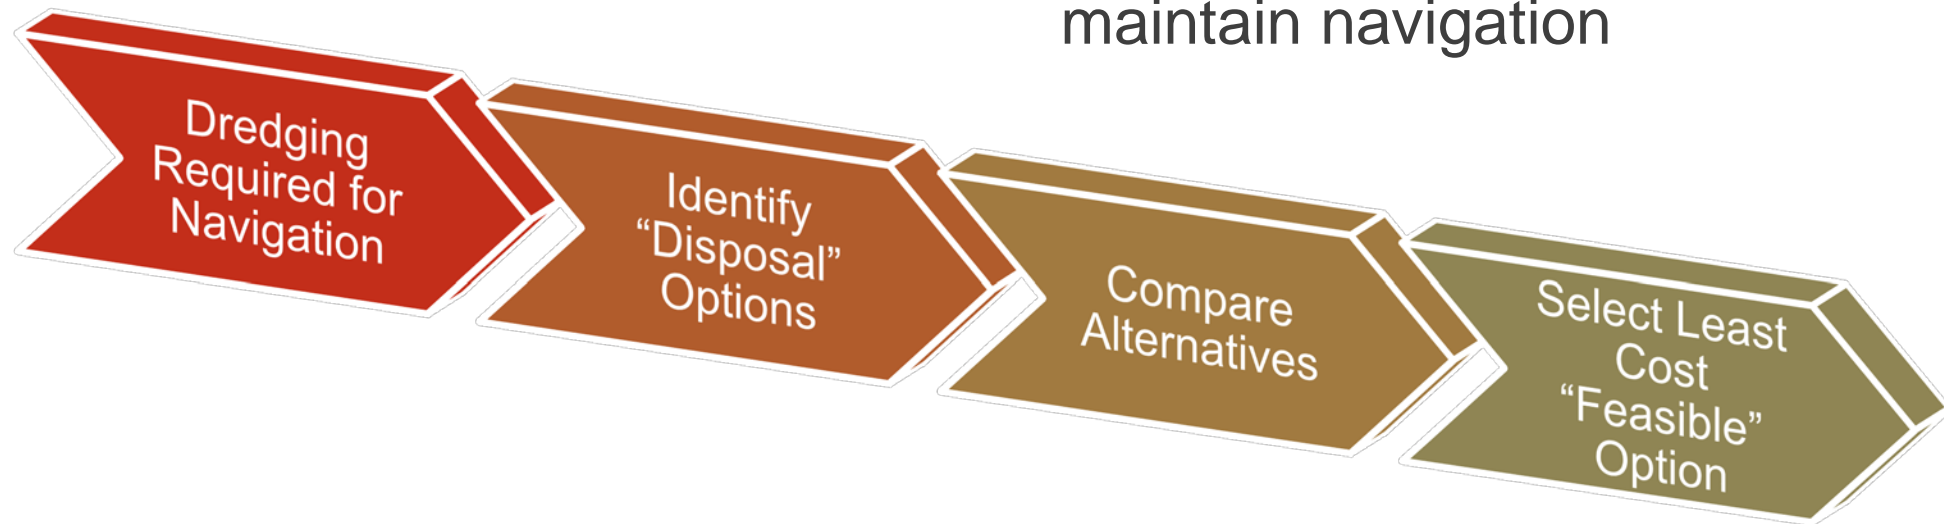 maintain navigation
Dredging
Required for
Navigation
Identify
“Disposal”
Options
Compare
Alternatives
Select Least
Cost
“Feasible”
Option